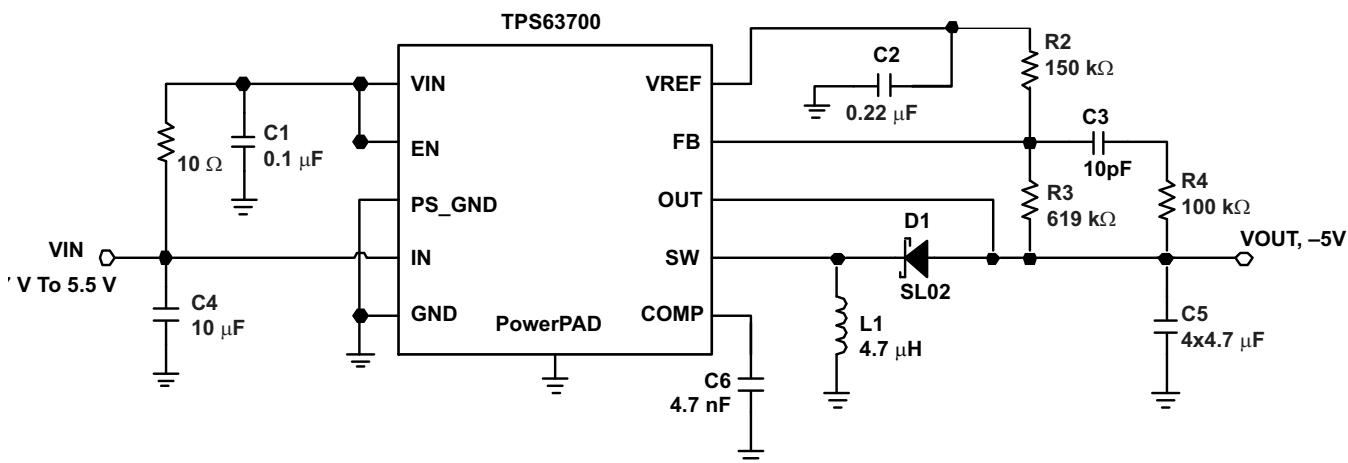 TPS63700
VIN
EN
PS_GND
IN
GND
VREF
FB
OUT
SW
COMP
PowerPAD
10 Ω
C1
0.1 μF
VIN
V To 5.5 V
C4
10 μF
C2
0.22 μF
R2
150 kΩ
C3
10pF
R3
619 kΩ
R4
100 kΩ
D1
SL02
VOUT, –5V
L1
4.7 μH
C5
4x4.7 μF
C6
4.7 nF